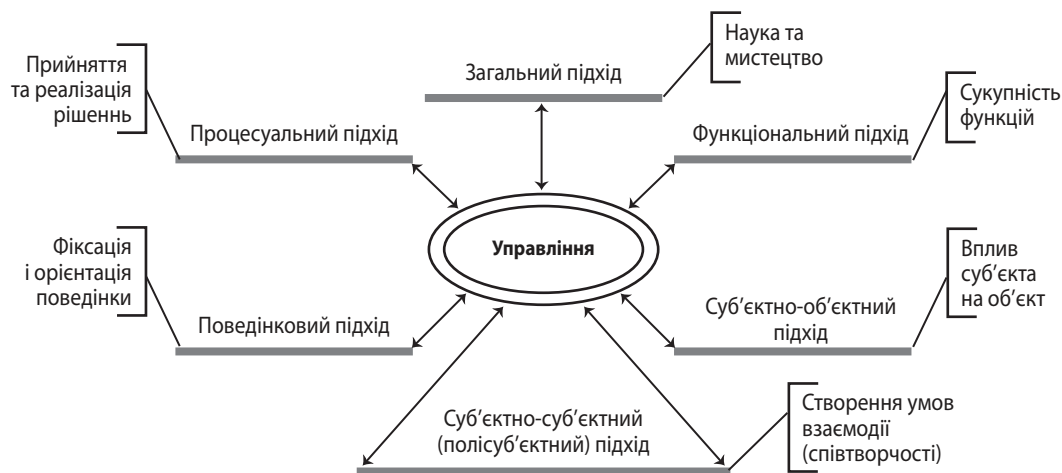 Наука та
мистецтво
Загальний підхід
Прийняття
та реалізація
рішеннь
Процесуальний підхід
Сукупність
функцій
Функціональний підхід
Управління
Фіксація
і орієнтація
поведінки
Поведінковий підхід
Вплив
суб’єкта
на об’єкт
Суб’єктно-об’єктний
підхід
Суб’єктно-суб’єктний
(полісуб’єктний) підхід
Створення умов
взаємодії
(співтворчості)